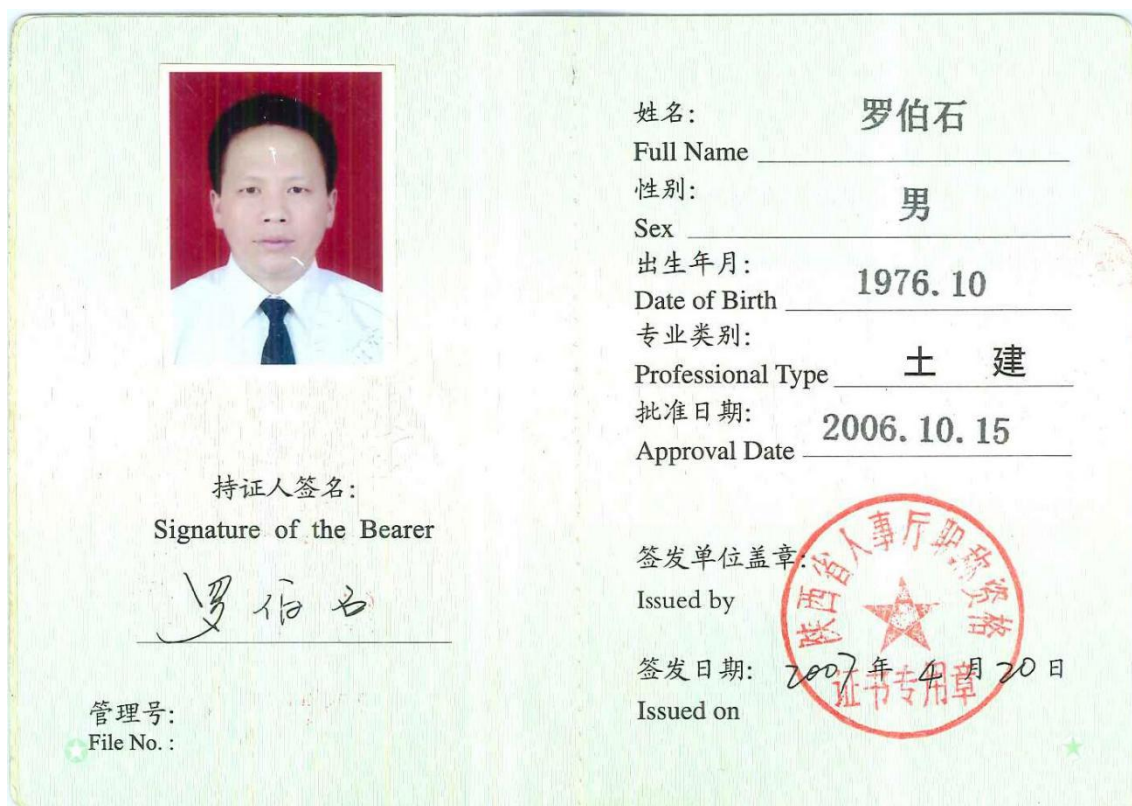 持证人签名:
Signature of the Bearer
罗伯石
管理号:
File No. :
姓名:
罗伯石
Full Name
性别:
男
Sex
出生年月:
1976.10
Date of Birth
专业类别:
土 建
Professional Type
批准日期:
2006.10.15
Approval Date
签发单位盖章:
Issued by
陕西省人事厅职称资格
证书专用章
签发日期: 2007年4月20日
Issued on